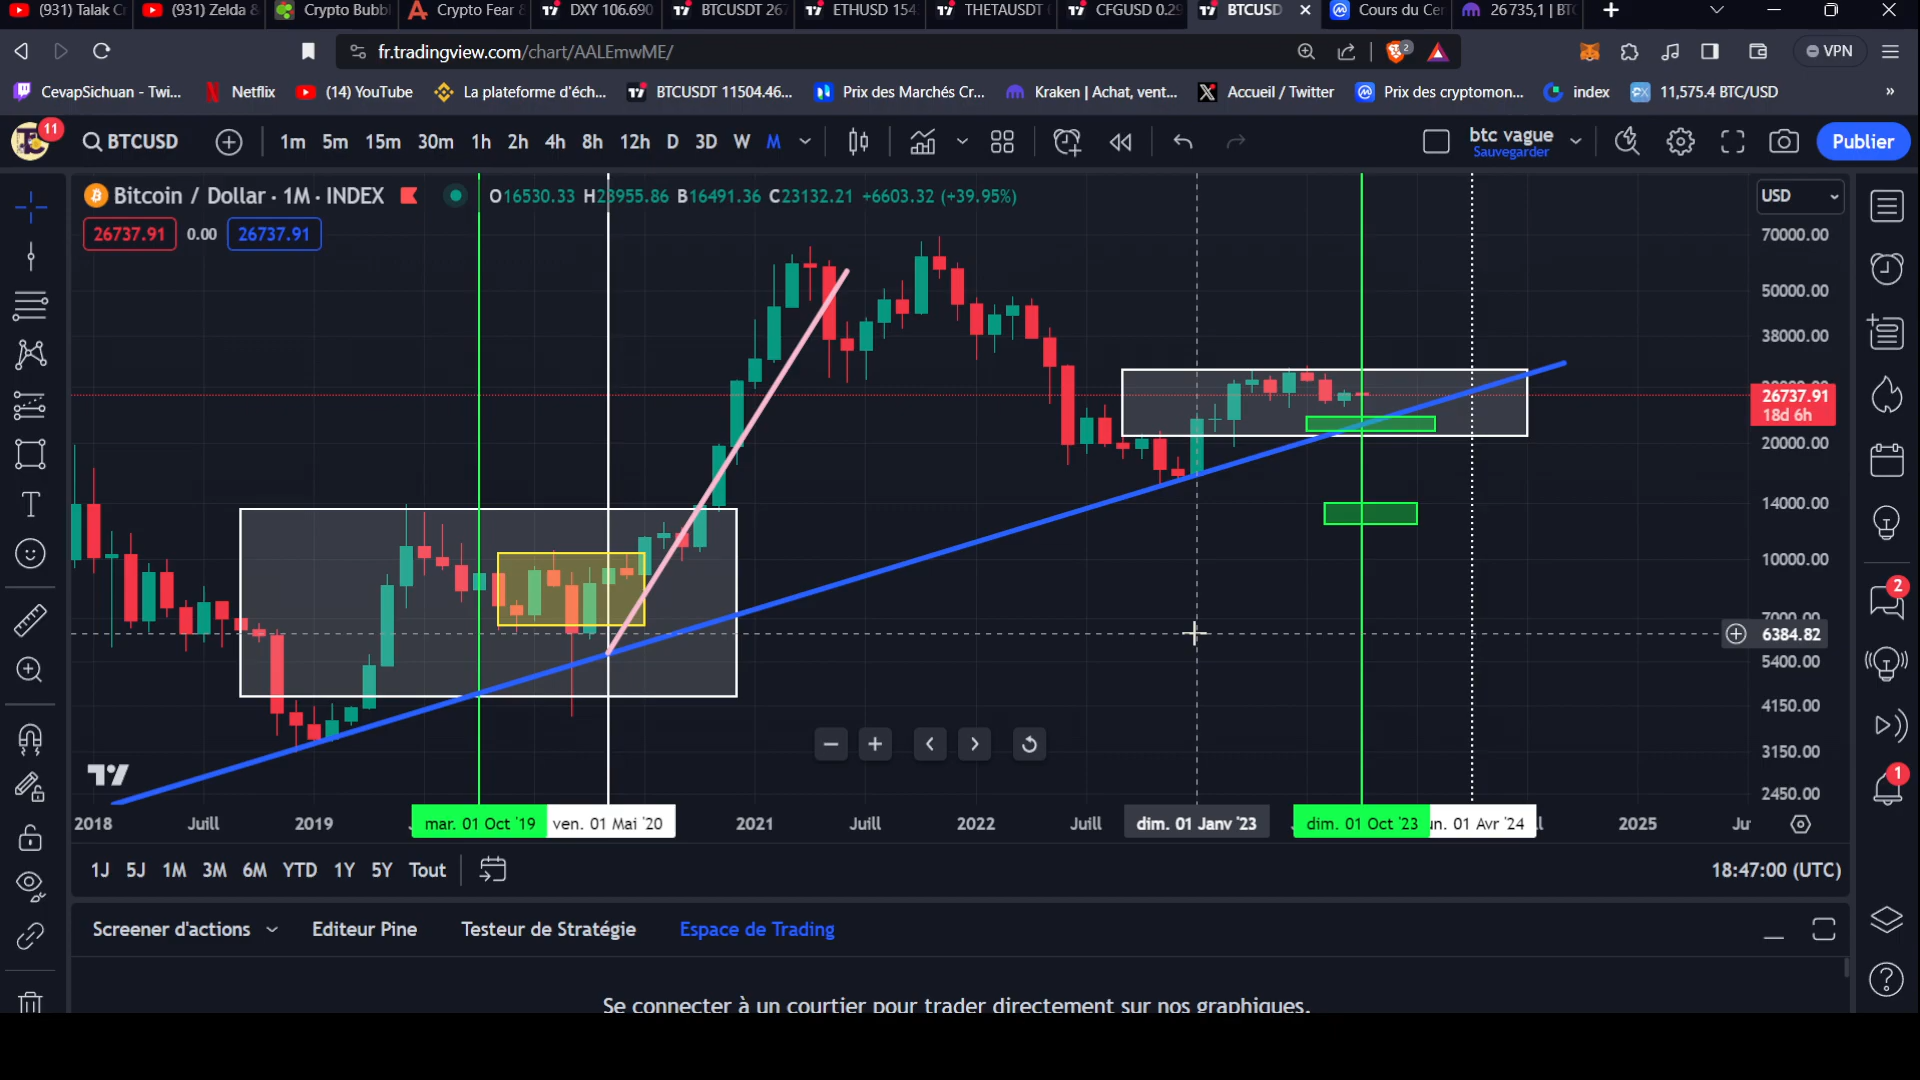 (931) Talak C
(931) Zelda &
Crypto Bubb
Crypto Fear &
DXY 106.690
BTCUSDT 267
ETHUSD 154
THETAUSDT
CFGUSD 0.29
BTCUSD
Cours du Cer
26 735,1 | BTC
fr.tradingview.com/chart/AALEmwME/
2
VPN
CevapSichuan - Twi...
Netflix
(14) YouTube
La plateforme d'éch...
BTCUSDT 11504.46...
Prix des Marchés Cr...
Kraken | Achat, vent...
Accueil / Twitter
Prix des cryptomon...
index
11,575.4 BTC/USD
»
11
BTCUSD
1m 5m 15m 30m 1h 2h 4h 8h 12h D 3D W M
btc vague
Sauvegarder
Publier
Bitcoin / Dollar · 1M · INDEX
O16530.33 H23955.86 B16491.36 C23132.21 +6603.32 (+39.95%)
USD
26737.91 0.00 26737.91
70000.00
50000.00
38000.00
26737.91
18d 6h
20000.00
14000.00
10000.00
7000.00
6384.82
5400.00
4150.00
3150.00
2450.00
2
1
2018 Juill 2019 mar. 01 Oct '19 ven. 01 Mai '20 2021 Juill 2022 Juill dim. 01 Janv '23 dim. 01 Oct '23 un. 01 Avr '24 2025 Ju
1J 5J 1M 3M 6M YTD 1Y 5Y Tout
18:47:00 (UTC)
Screener d'actions
Editeur Pine
Testeur de Stratégie
Espace de Trading
Se connecter à un courtier pour trader directement sur nos graphiques.